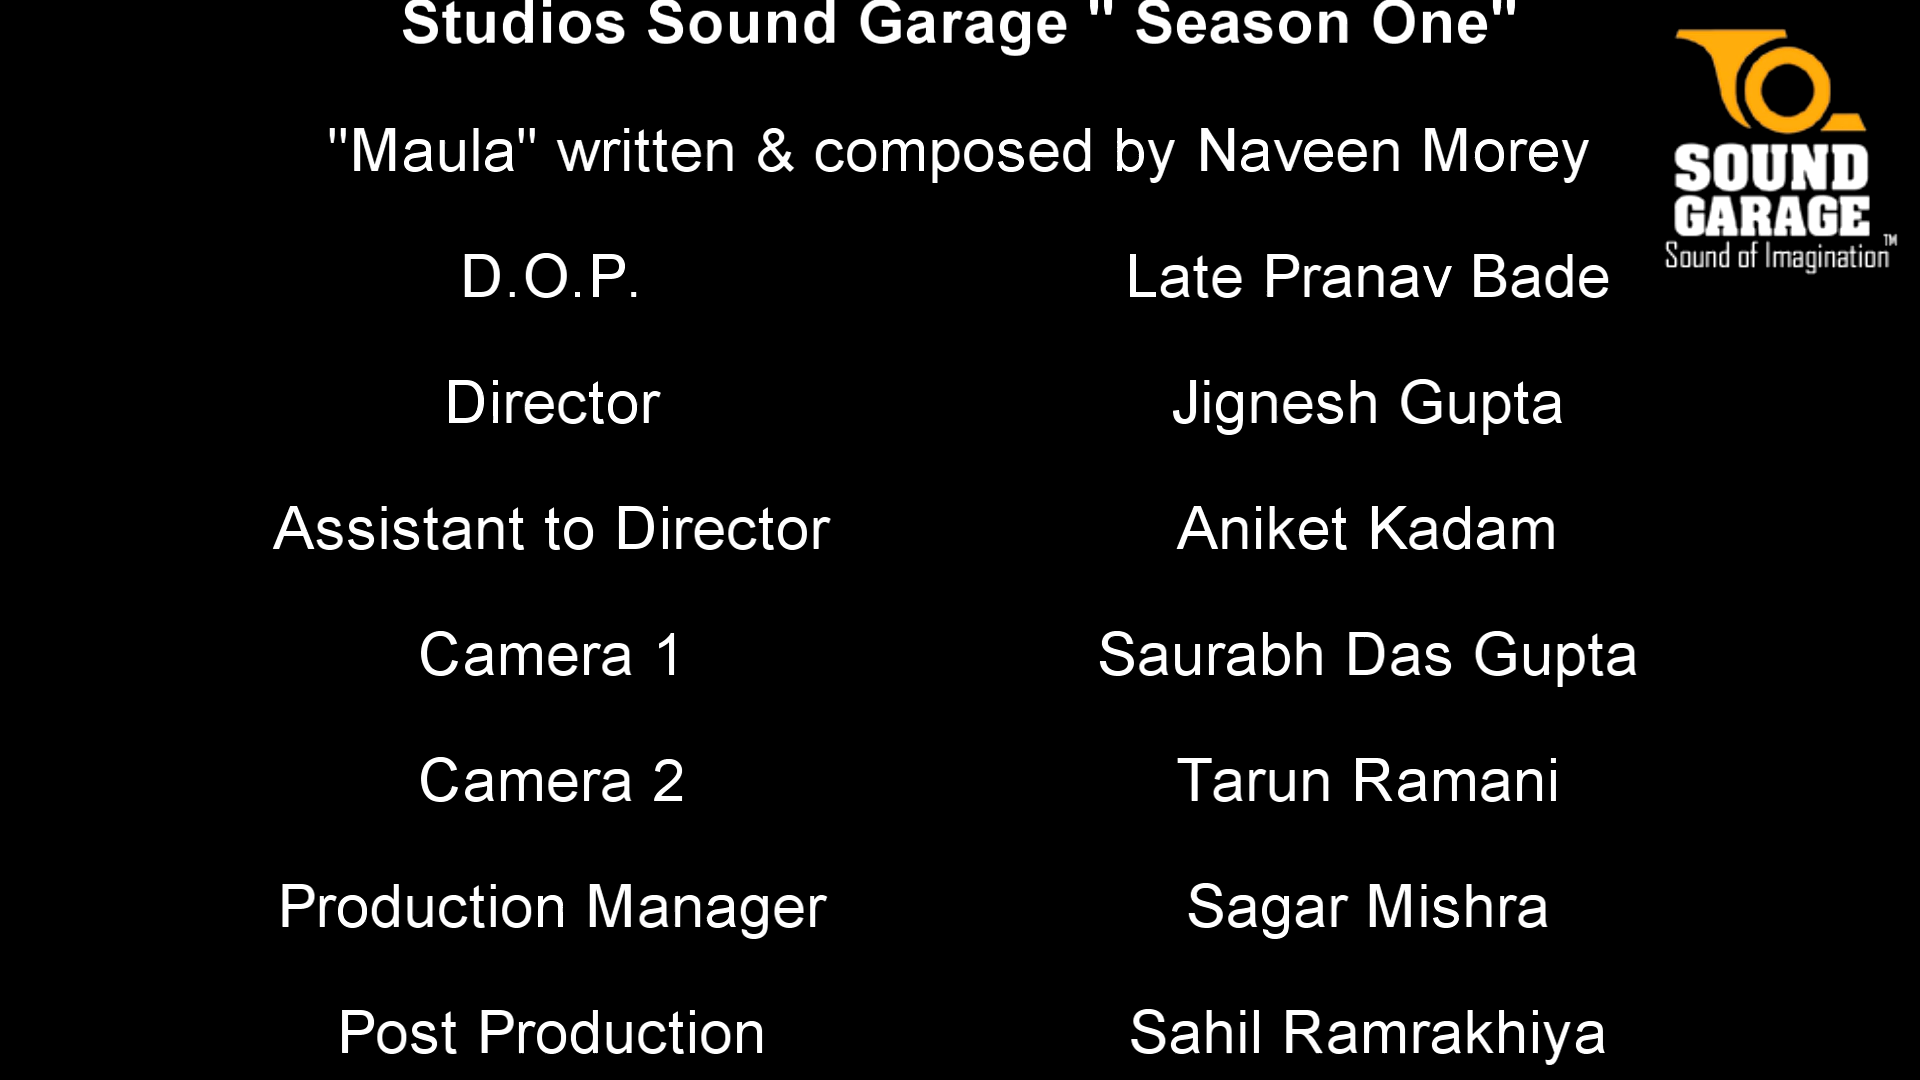 Studios Sound Garage " Season One"
"Maula" written & composed by Naveen Morey
D.O.P. Late Pranav Bade
Director Jignesh Gupta
Assistant to Director Aniket Kadam
Camera 1 Saurabh Das Gupta
Camera 2 Tarun Ramani
Production Manager Sagar Mishra
Post Production Sahil Ramrakhiya
SOUND
GARAGE
Sound of Imagination™